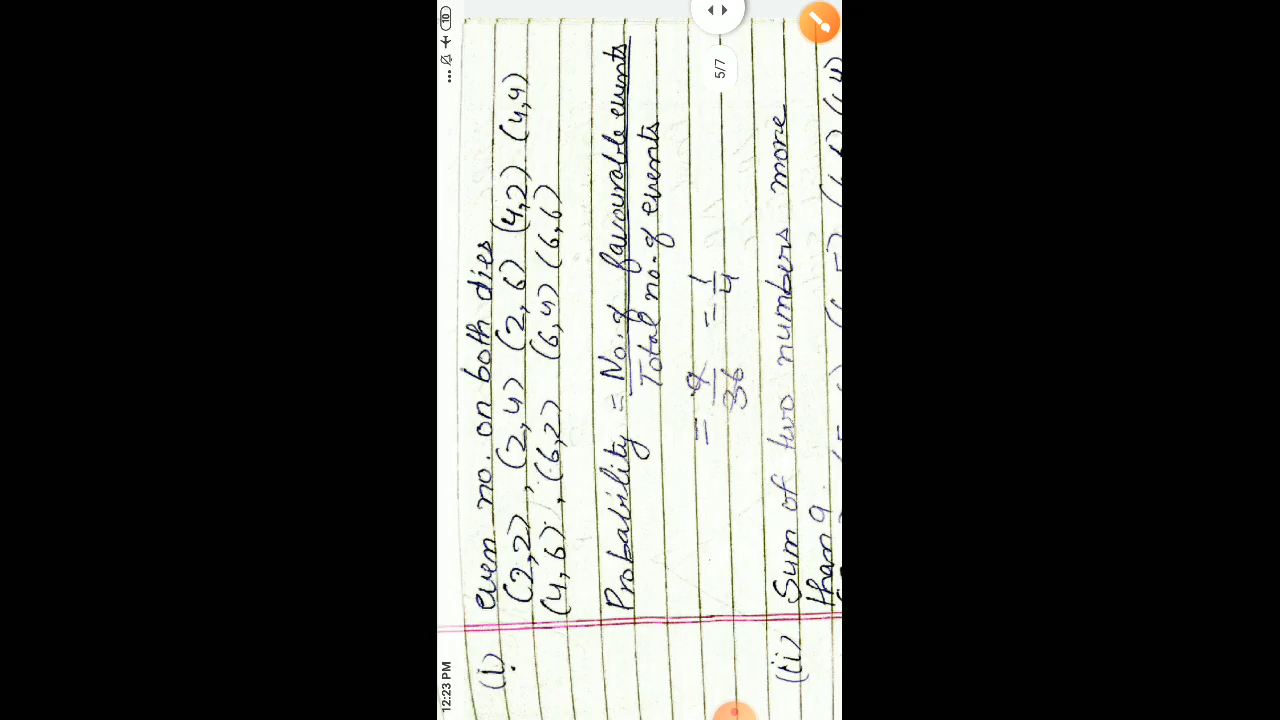 12:23 PM
10
5/7
(i) even no. on both dies
(2,2), (2,4) (2,6) (4,2) (4,4)
(4,6), (6,2) (6,4) (6,6)
Probability = No. of favourable events
Total no. of events
= 9/36 = 1/4
(ii) Sum of two numbers more
than 9.